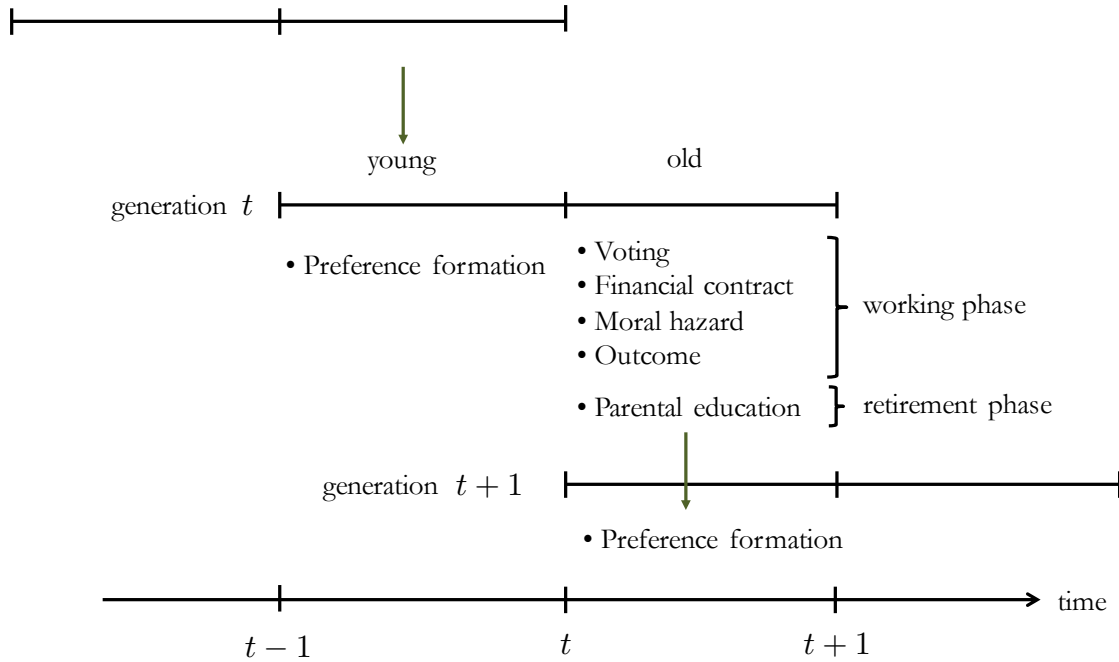 young
old
generation t
• Preference formation
• Voting
• Financial contract
• Moral hazard
• Outcome
working phase
• Parental education
retirement phase
generation t + 1
• Preference formation
time
t − 1
t
t + 1